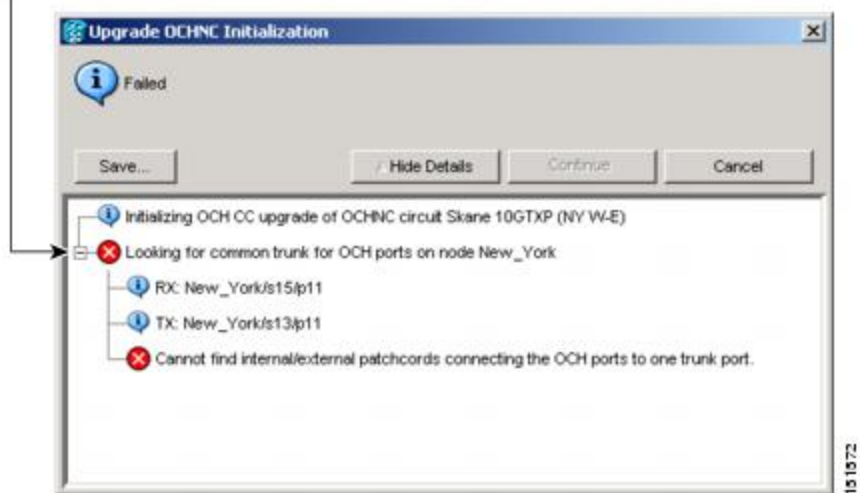 Upgrade OCHNC Initialization
Failed
Save...
Hide Details
Continue
Cancel
Initializing OCH CC upgrade of OCHNC circuit Skane 10GTXP (NY W-E)
Looking for common trunk for OCH ports on node New_York
RX: New_York/s15/p11
TX: New_York/s13/p11
Cannot find internal/external patchcords connecting the OCH ports to one trunk port.
151572